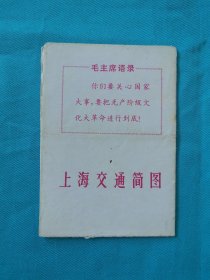 毛主席语录
你们要关心国家
大事，要把无产阶级文
化大革命进行到底！
上海交通简图